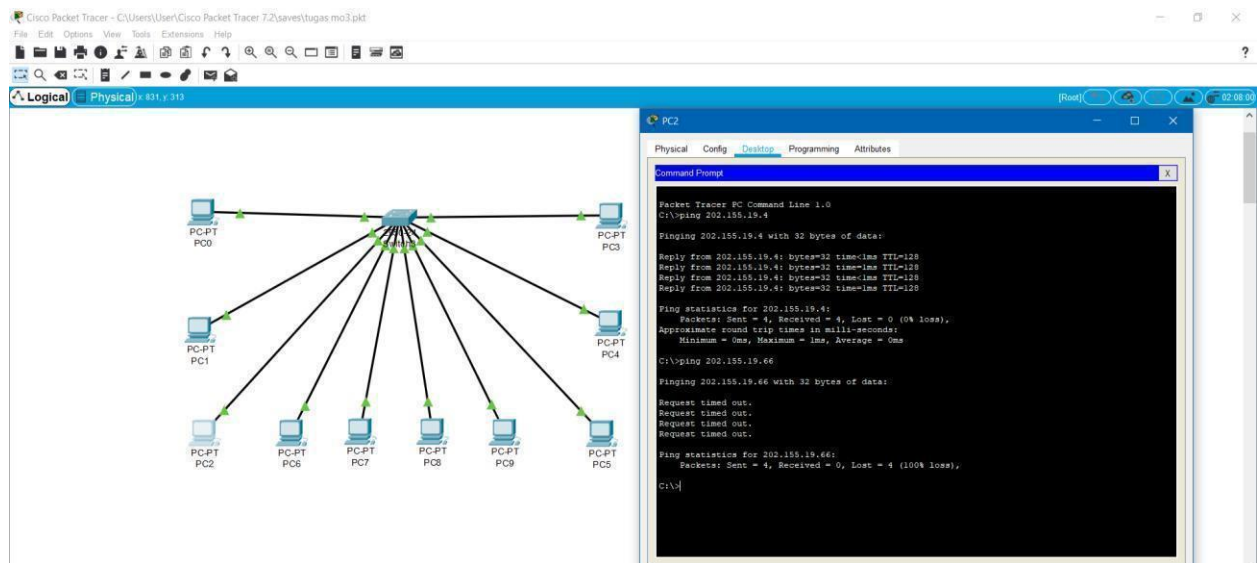 Cisco Packet Tracer - C:\Users\User\Cisco Packet Tracer 7.2\saves\tugas mo3.pkt
File Edit Options View Tools Extensions Help
?
Logical Physical x: 831, y: 313
[Root] 02:08:00
PC2
Physical Config Desktop Programming Attributes
Command Prompt X
Packet Tracer PC Command Line 1.0
C:\>ping 202.155.19.4
Pinging 202.155.19.4 with 32 bytes of data:
Reply from 202.155.19.4: bytes=32 time<1ms TTL=128
Reply from 202.155.19.4: bytes=32 time=1ms TTL=128
Reply from 202.155.19.4: bytes=32 time<1ms TTL=128
Reply from 202.155.19.4: bytes=32 time=1ms TTL=128
Ping statistics for 202.155.19.4:
Packets: Sent = 4, Received = 4, Lost = 0 (0% loss),
Approximate round trip times in milli-seconds:
Minimum = 0ms, Maximum = 1ms, Average = 0ms
C:\>ping 202.155.19.66
Pinging 202.155.19.66 with 32 bytes of data:
Request timed out.
Request timed out.
Request timed out.
Request timed out.
Ping statistics for 202.155.19.66:
Packets: Sent = 4, Received = 0, Lost = 4 (100% loss),
C:\>
PC-PT
PC0
PC-PT
PC3
PC-PT
PC1
PC-PT
PC4
PC-PT
PC2
PC-PT
PC6
PC-PT
PC7
PC-PT
PC8
PC-PT
PC9
PC-PT
PC5